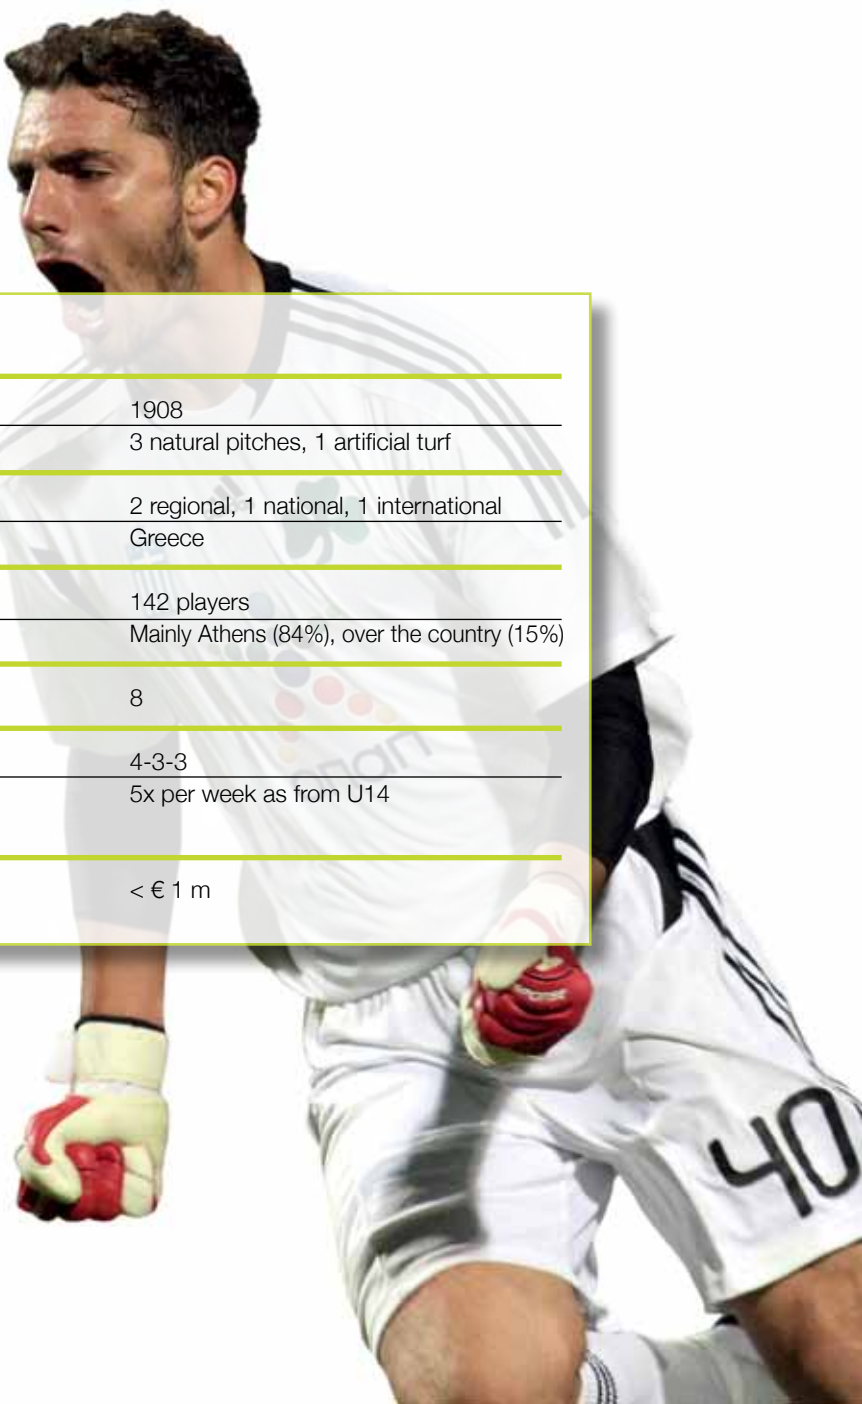 1908
3 natural pitches, 1 artificial turf
2 regional, 1 national, 1 international
Greece
142 players
Mainly Athens (84%), over the country (15%)
8
4-3-3
5x per week as from U14
< € 1 m
οπαπ
40